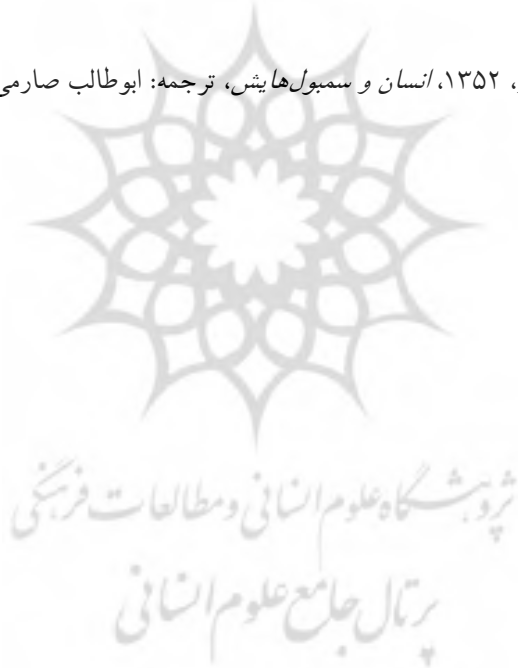 ، ۱۳۵۲، انسان و سمبول‌هایش، ترجمه: ابوطالب صارمی
پژوهشگاه علوم انسانی و مطالعات فرهنگی
پرتال جامع علوم انسانی